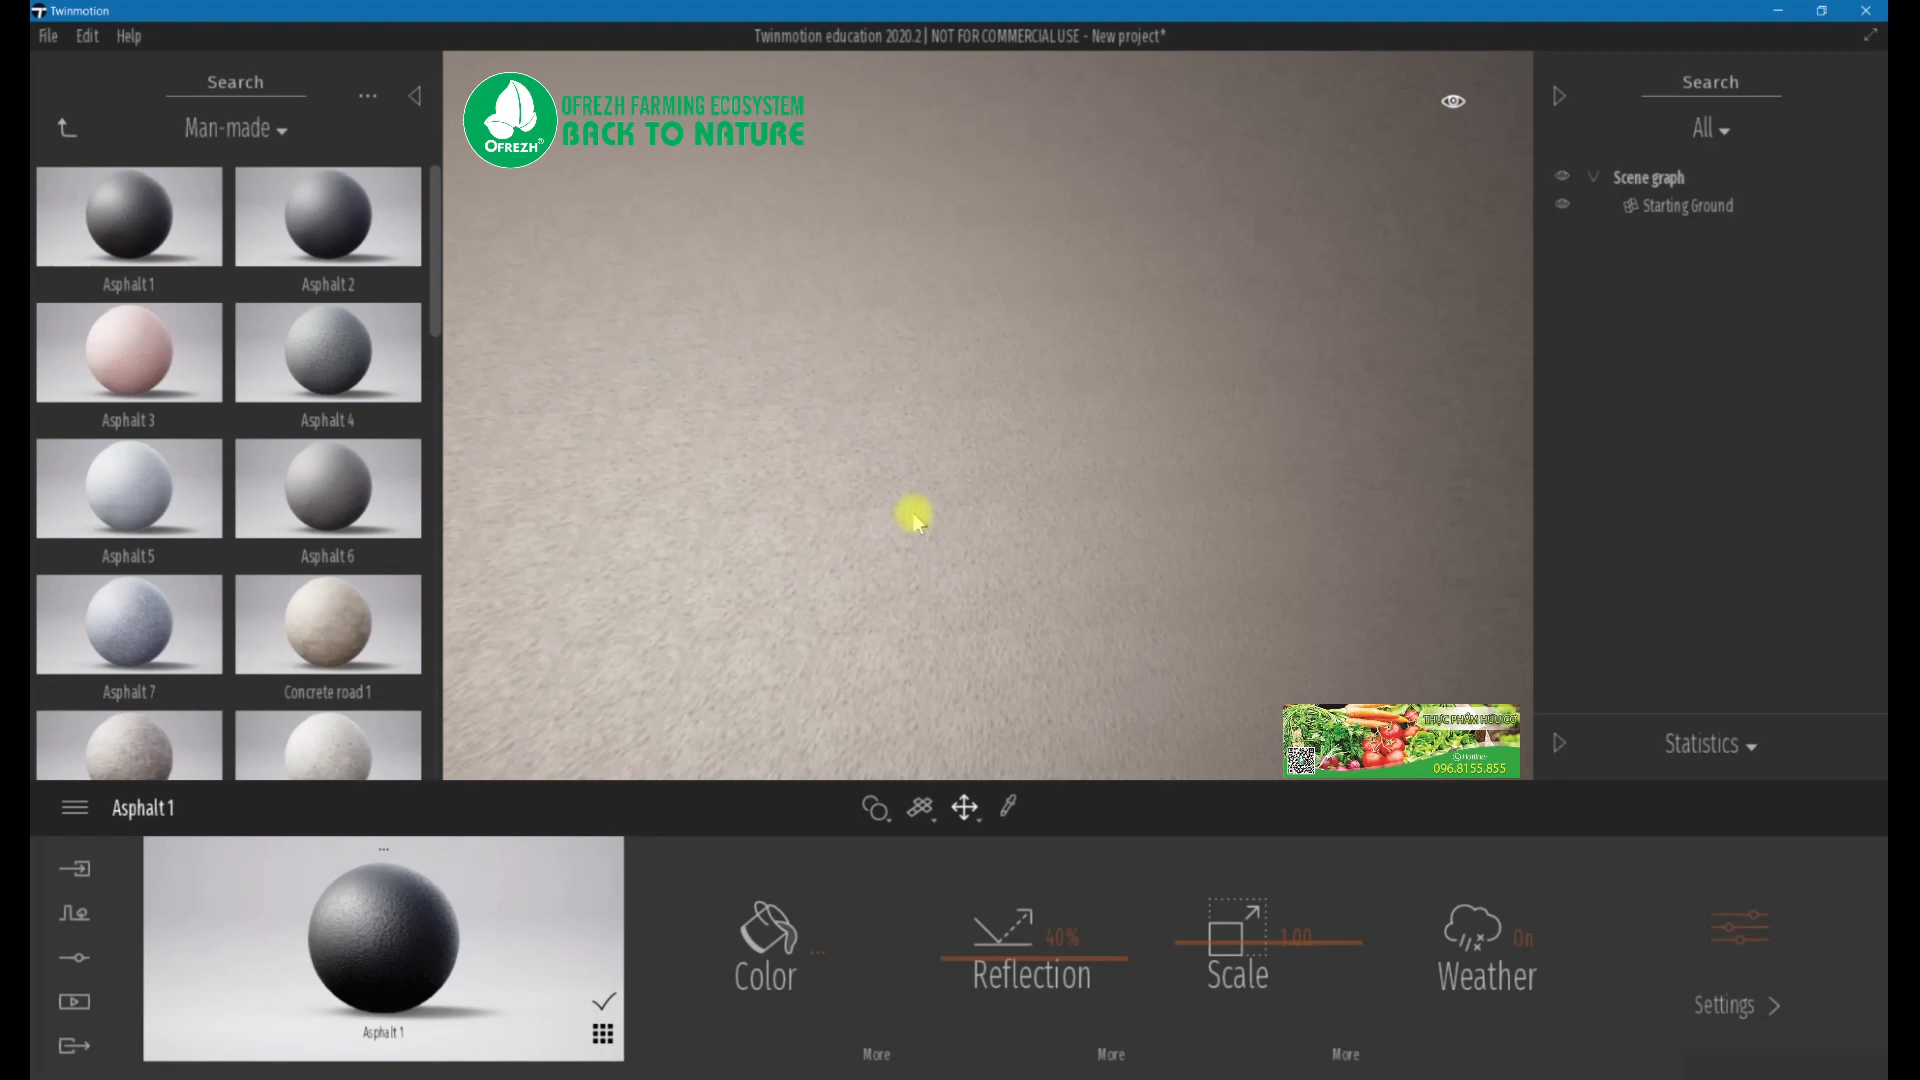 Twinmotion
File Edit Help
Twinmotion education 2020.2 | NOT FOR COMMERCIAL USE - New project*
Search
...
Man-made
Asphalt 1
Asphalt 2
Asphalt 3
Asphalt 4
Asphalt 5
Asphalt 6
Asphalt 7
Concrete road 1
OFREZH®
OFREZH FARMING ECOSYSTEM
BACK TO NATURE
Search
All
Scene graph
Starting Ground
THỰC PHẨM HỮU CƠ
Hotline:
096.8155.855
Statistics
Asphalt 1
...
Asphalt 1
Color ...
Reflection 40%
Scale 1.00
Weather On
Settings
More
More
More